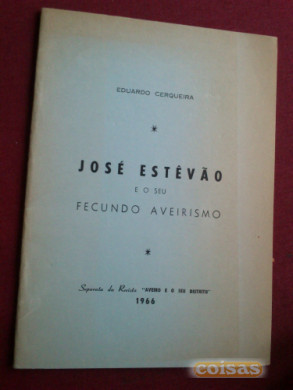 EDUARDO CERQUEIRA
*
JOSÉ ESTÊVÃO
E O SEU
FECUNDO AVEIRISMO
*
Separata da Revista "AVEIRO E O SEU DISTRITO"
1966
coisas